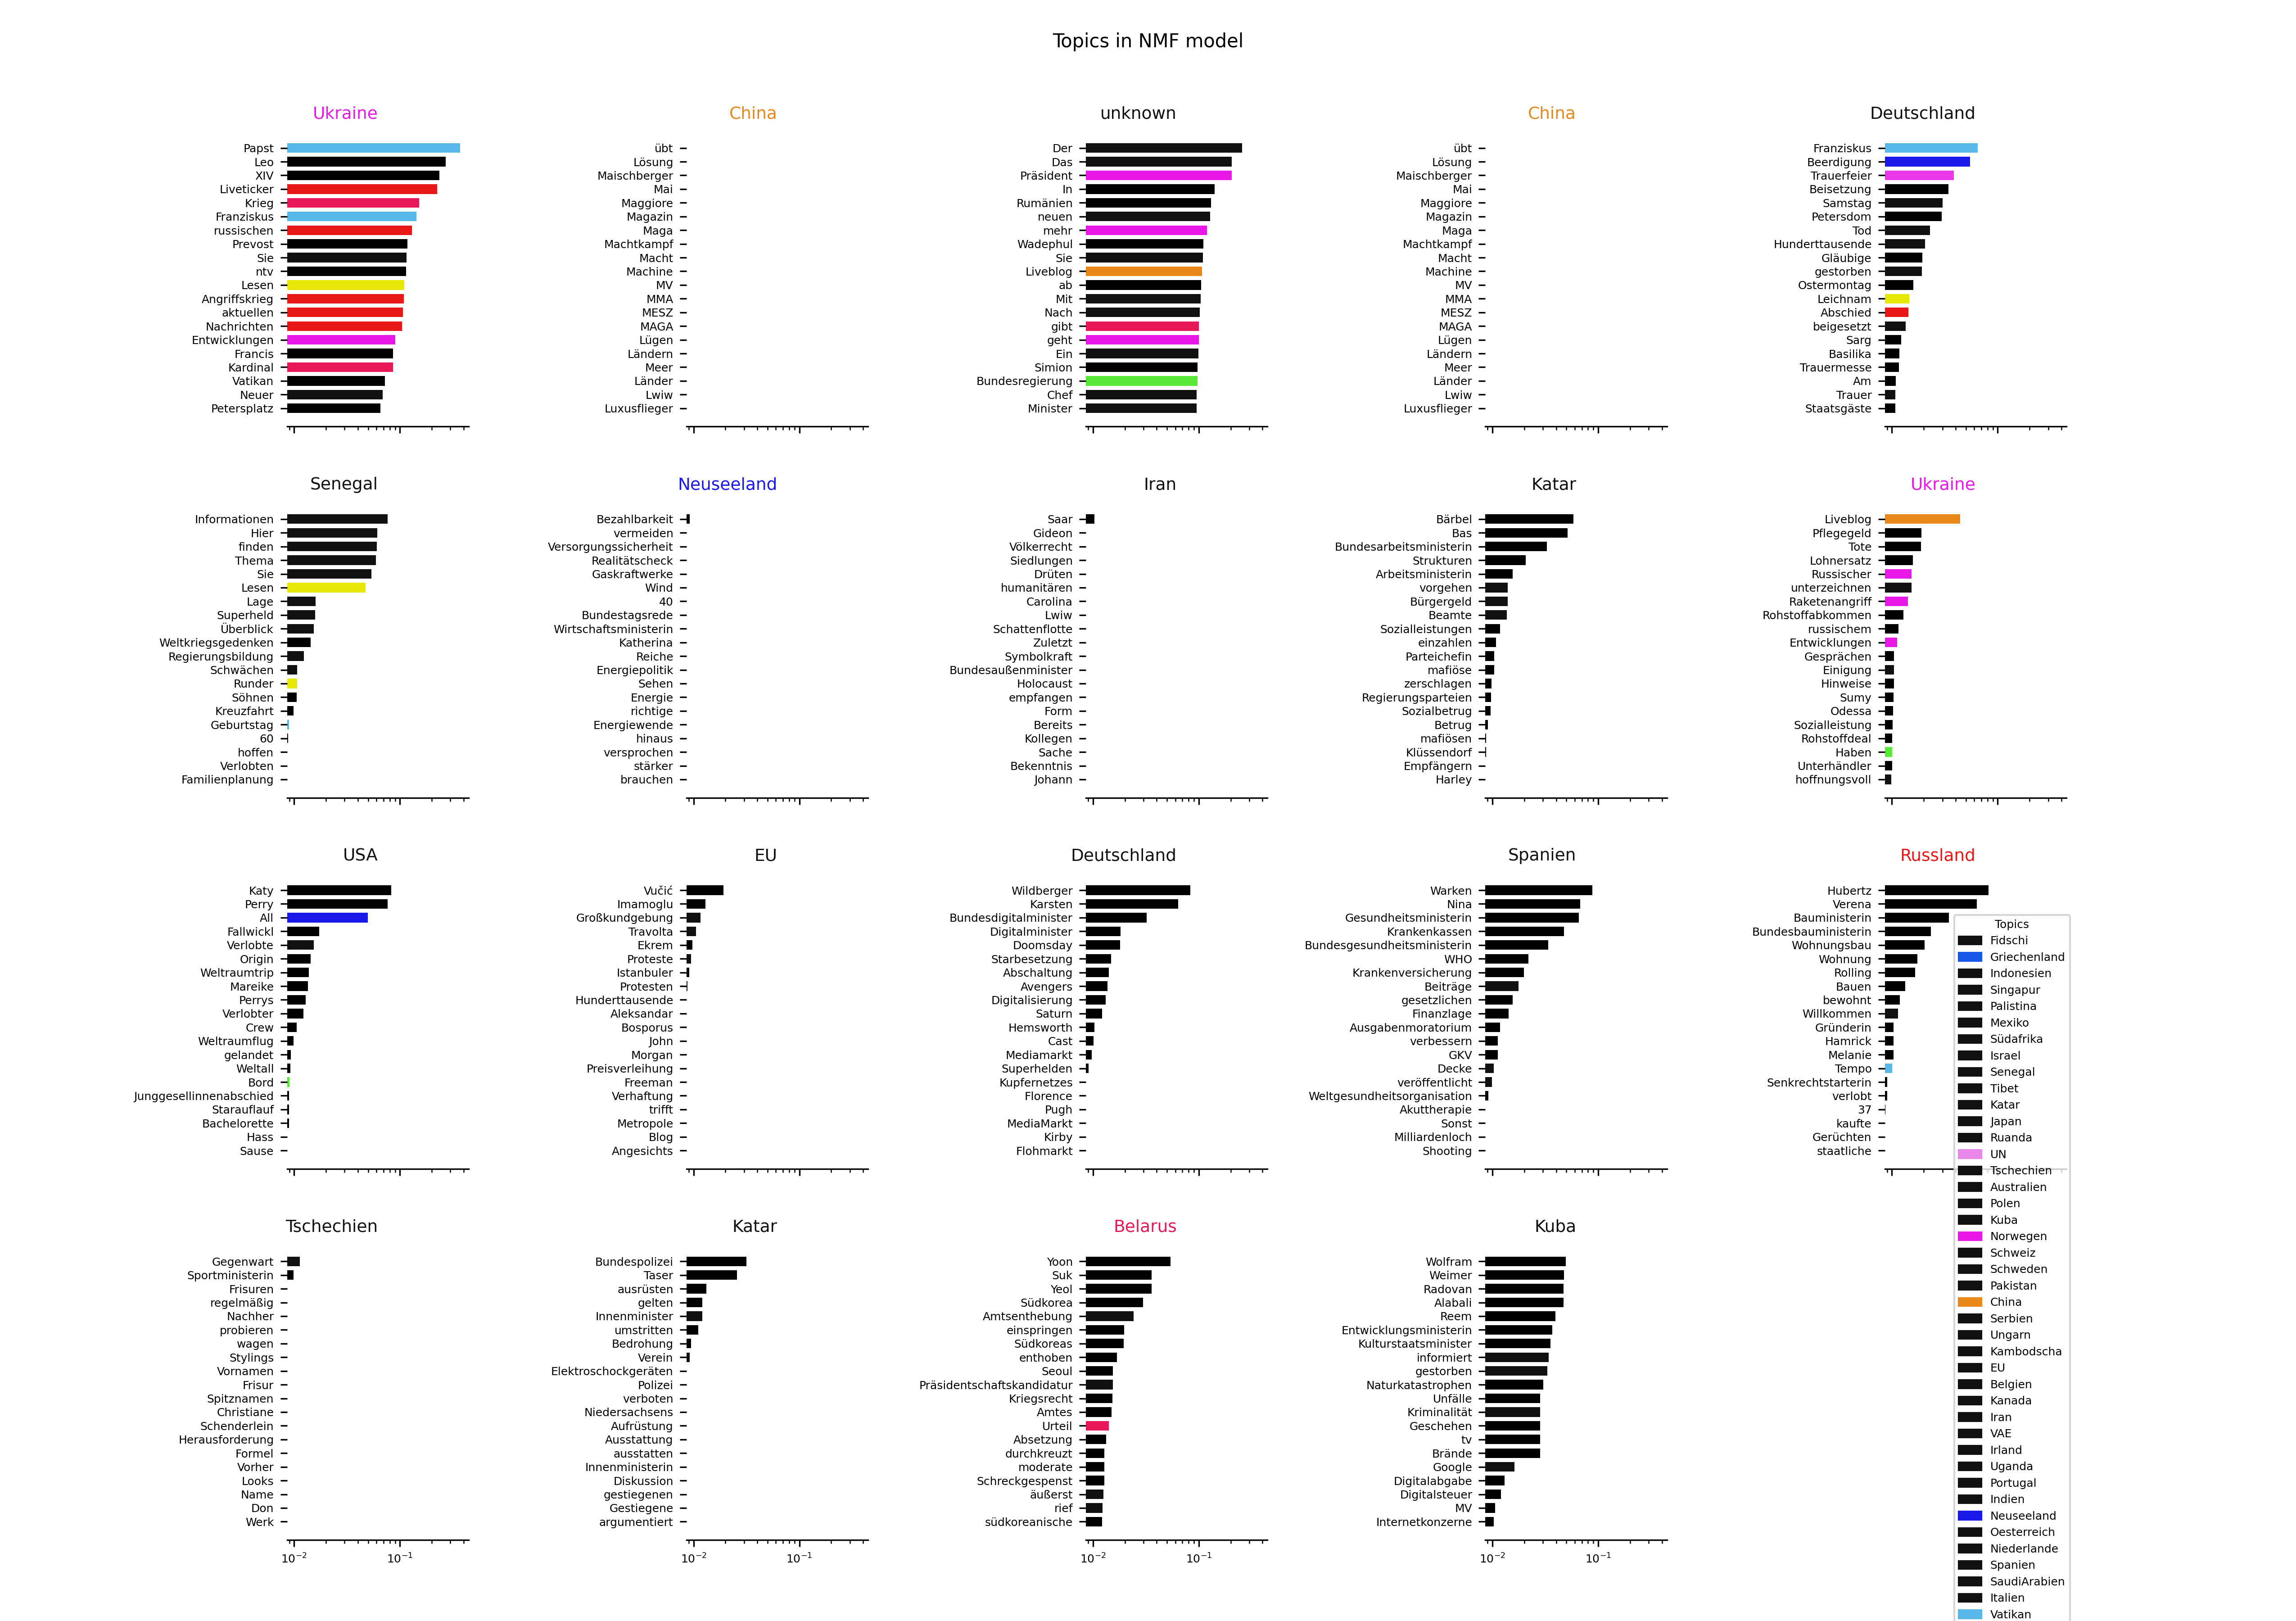 Topics in NMF model
Ukraine
Papst
Leo
XIV
Liveticker
Krieg
Franziskus
russischen
Prevost
Sie
ntv
Lesen
Angriffskrieg
aktuellen
Nachrichten
Entwicklungen
Francis
Kardinal
Vatikan
Neuer
Petersplatz
China
übt
Lösung
Maischberger
Mai
Maggiore
Magazin
Maga
Machtkampf
Macht
Machine
MV
MMA
MESZ
MAGA
Lügen
Ländern
Meer
Länder
Lwiw
Luxusflieger
unknown
Der
Das
Präsident
In
Rumänien
neuen
mehr
Wadephul
Sie
Liveblog
ab
Mit
Nach
gibt
geht
Ein
Simion
Bundesregierung
Chef
Minister
China
übt
Lösung
Maischberger
Mai
Maggiore
Magazin
Maga
Machtkampf
Macht
Machine
MV
MMA
MESZ
MAGA
Lügen
Ländern
Meer
Länder
Lwiw
Luxusflieger
Deutschland
Franziskus
Beerdigung
Trauerfeier
Beisetzung
Samstag
Petersdom
Tod
Hunderttausende
Gläubige
gestorben
Ostermontag
Leichnam
Abschied
beigesetzt
Sarg
Basilika
Trauermesse
Am
Trauer
Staatsgäste
Senegal
Informationen
Hier
finden
Thema
Sie
Lesen
Lage
Superheld
Überblick
Weltkriegsgedenken
Regierungsbildung
Schwächen
Runder
Söhnen
Kreuzfahrt
Geburtstag
60
hoffen
Verlobten
Familienplanung
Neuseeland
Bezahlbarkeit
vermeiden
Versorgungssicherheit
Realitätscheck
Gaskraftwerke
Wind
40
Bundestagsrede
Wirtschaftsministerin
Katherina
Reiche
Energiepolitik
Sehen
Energie
richtige
Energiewende
hinaus
versprochen
stärker
brauchen
Iran
Saar
Gideon
Völkerrecht
Siedlungen
Drüten
humanitären
Carolina
Lwiw
Schattenflotte
Zuletzt
Symbolkraft
Bundesaußenminister
Holocaust
empfangen
Form
Bereits
Kollegen
Sache
Bekenntnis
Johann
Katar
Bärbel
Bas
Bundesarbeitsministerin
Strukturen
Arbeitsministerin
vorgehen
Bürgergeld
Beamte
Sozialleistungen
einzahlen
Parteichefin
mafiöse
zerschlagen
Regierungsparteien
Sozialbetrug
Betrug
mafiösen
Klüssendorf
Empfängern
Harley
Ukraine
Liveblog
Pflegegeld
Tote
Lohnersatz
Russischer
unterzeichnen
Raketenangriff
Rohstoffabkommen
russischem
Entwicklungen
Gesprächen
Einigung
Hinweise
Sumy
Odessa
Sozialleistung
Rohstoffdeal
Haben
Unterhändler
hoffnungsvoll
USA
Katy
Perry
All
Fallwickl
Verlobte
Origin
Weltraumtrip
Mareike
Perrys
Verlobter
Crew
Weltraumflug
gelandet
Weltall
Bord
Junggesellinnenabschied
Starauflauf
Bachelorette
Hass
Sause
EU
Vučić
Imamoglu
Großkundgebung
Travolta
Ekrem
Proteste
Istanbuler
Protesten
Hunderttausende
Aleksandar
Bosporus
John
Morgan
Preisverleihung
Freeman
Verhaftung
trifft
Metropole
Blog
Angesichts
Deutschland
Wildberger
Karsten
Bundesdigitalminister
Digitalminister
Doomsday
Starbesetzung
Abschaltung
Avengers
Digitalisierung
Saturn
Hemsworth
Cast
Mediamarkt
Superhelden
Kupfernetzes
Florence
Pugh
MediaMarkt
Kirby
Flohmarkt
Spanien
Warken
Nina
Gesundheitsministerin
Krankenkassen
Bundesgesundheitsministerin
WHO
Krankenversicherung
Beiträge
gesetzlichen
Finanzlage
Ausgabenmoratorium
verbessern
GKV
Decke
veröffentlicht
Weltgesundheitsorganisation
Akuttherapie
Sonst
Milliardenloch
Shooting
Russland
Hubertz
Verena
Bauministerin
Bundesbauministerin
Wohnungsbau
Wohnung
Rolling
Bauen
bewohnt
Willkommen
Gründerin
Hamrick
Melanie
Tempo
Senkrechtstarterin
verlobt
37
kaufte
Gerüchten
staatliche
Tschechien
Gegenwart
Sportministerin
Frisuren
regelmäßig
Nachher
probieren
wagen
Stylings
Vornamen
Frisur
Spitznamen
Christiane
Schenderlein
Herausforderung
Formel
Vorher
Looks
Name
Don
Werk
10⁻² 10⁻¹
Katar
Bundespolizei
Taser
ausrüsten
gelten
Innenminister
umstritten
Bedrohung
Verein
Elektroschockgeräten
Polizei
verboten
Niedersachsens
Aufrüstung
Ausstattung
ausstatten
Innenministerin
Diskussion
gestiegenen
Gestiegene
argumentiert
10⁻² 10⁻¹
Belarus
Yoon
Suk
Yeol
Südkorea
Amtsenthebung
einspringen
Südkoreas
enthoben
Seoul
Präsidentschaftskandidatur
Kriegsrecht
Amtes
Urteil
Absetzung
durchkreuzt
moderate
Schreckgespenst
äußerst
rief
südkoreanische
10⁻² 10⁻¹
Kuba
Wolfram
Weimer
Radovan
Alabali
Reem
Entwicklungsministerin
Kulturstaatsminister
informiert
gestorben
Naturkatastrophen
Unfälle
Kriminalität
Geschehen
tv
Brände
Google
Digitalabgabe
Digitalsteuer
MV
Internetkonzerne
10⁻² 10⁻¹
Topics
Fidschi
Griechenland
Indonesien
Singapur
Palistina
Mexiko
Südafrika
Israel
Senegal
Tibet
Katar
Japan
Ruanda
UN
Tschechien
Australien
Polen
Kuba
Norwegen
Schweiz
Schweden
Pakistan
China
Serbien
Ungarn
Kambodscha
EU
Belgien
Kanada
Iran
VAE
Irland
Uganda
Portugal
Indien
Neuseeland
Oesterreich
Niederlande
Spanien
SaudiArabien
Italien
Vatikan